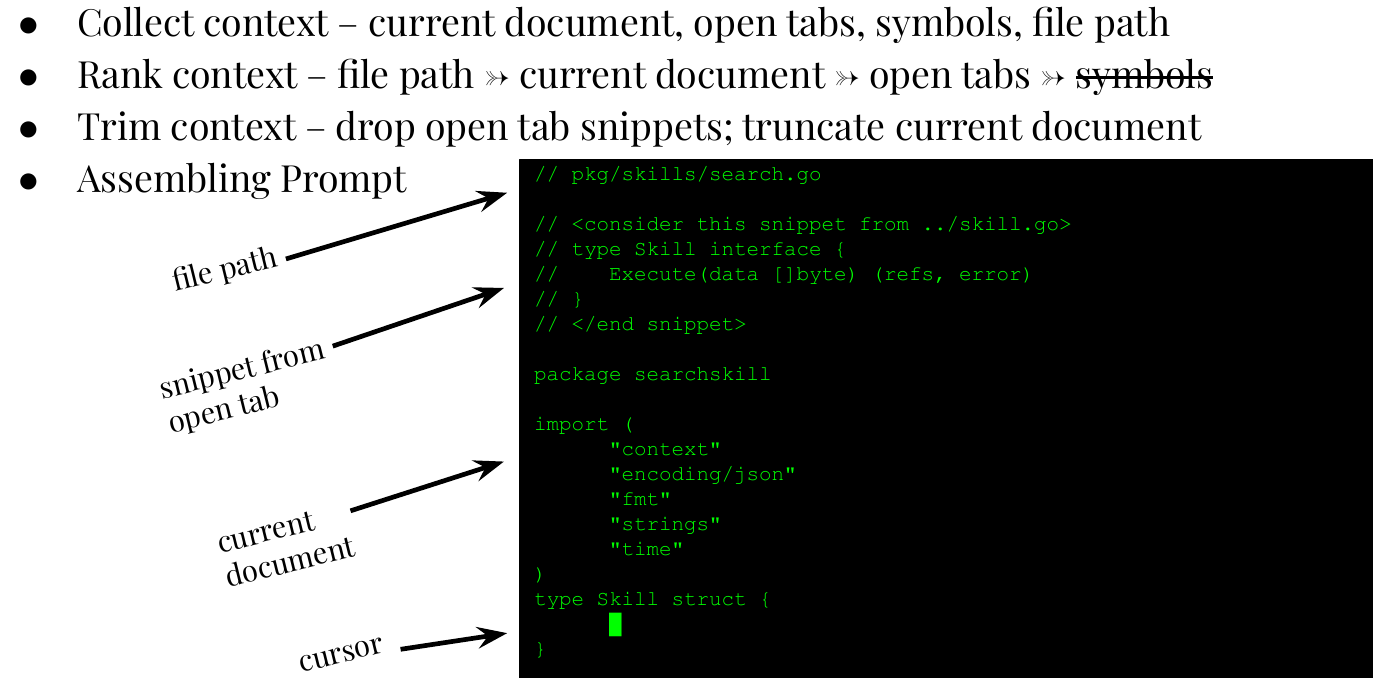 ● Collect context – current document, open tabs, symbols, file path
● Rank context – file path ⤖ current document ⤖ open tabs ⤖ symbols
● Trim context – drop open tab snippets; truncate current document
● Assembling Prompt
file path
snippet from
open tab
current
document
cursor
// pkg/skills/search.go
// <consider this snippet from ../skill.go>
// type Skill interface {
//    Execute(data []byte) (refs, error)
// }
// </end snippet>
package searchskill
import (
      "context"
      "encoding/json"
      "fmt"
      "strings"
      "time"
)
type Skill struct {
}